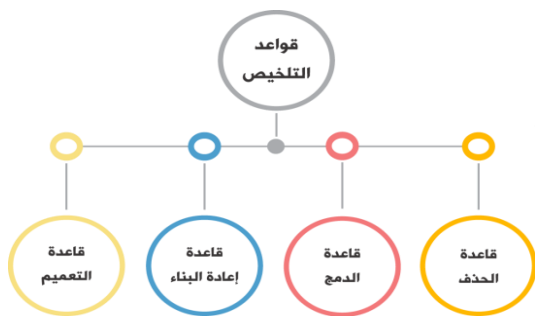 قواعد
التلخيص
قاعدة
الحذف
قاعدة
الدمج
قاعدة
إعادة البناء
قاعدة
التعميم